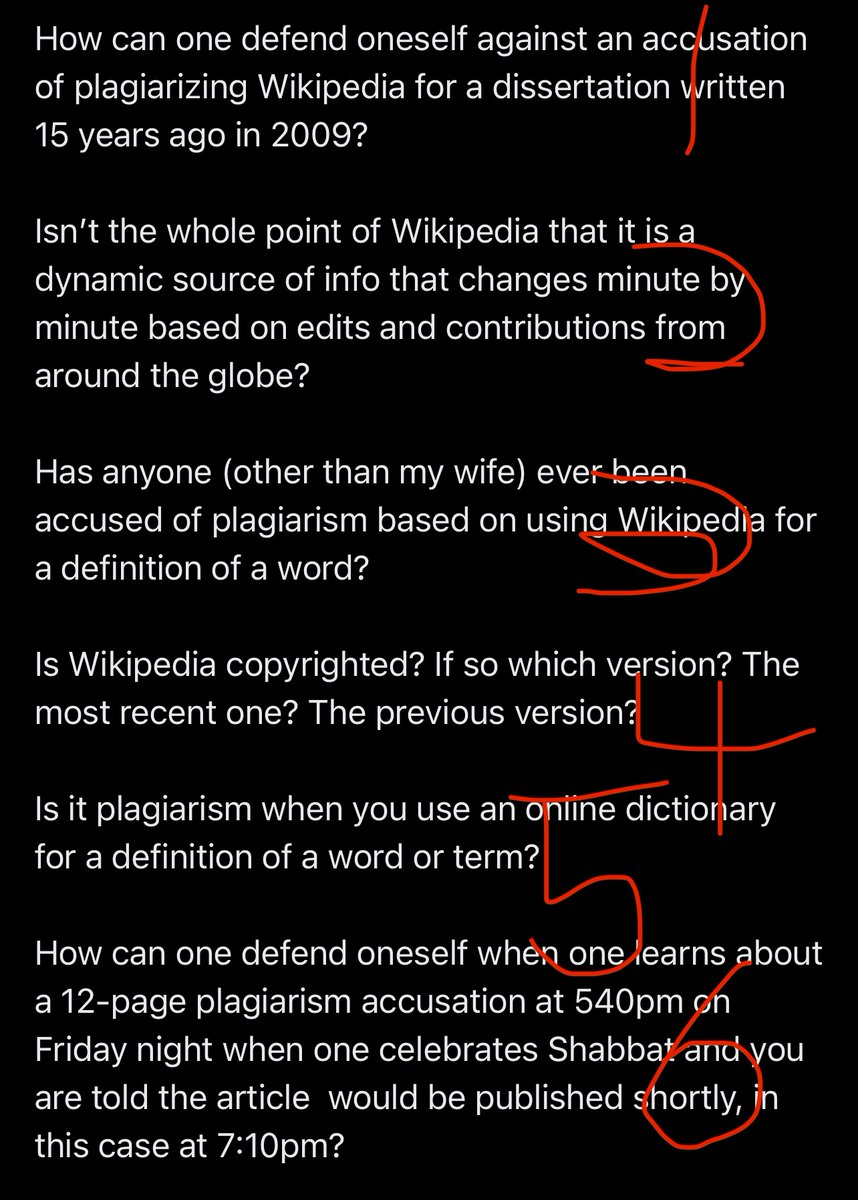 How can one defend oneself against an accusation
of plagiarizing Wikipedia for a dissertation written
15 years ago in 2009?
1
Isn’t the whole point of Wikipedia that it is a
dynamic source of info that changes minute by
minute based on edits and contributions from
around the globe?
2
Has anyone (other than my wife) ever been
accused of plagiarism based on using Wikipedia for
a definition of a word?
3
Is Wikipedia copyrighted? If so which version? The
most recent one? The previous version?
4
Is it plagiarism when you use an online dictionary
for a definition of a word or term?
5
How can one defend oneself when one learns about
a 12-page plagiarism accusation at 540pm on
Friday night when one celebrates Shabbat and you
are told the article  would be published shortly, in
this case at 7:10pm?
6